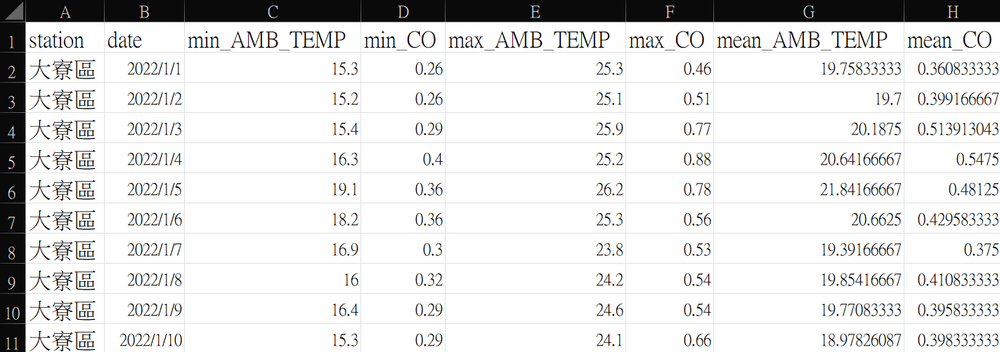 A B C D E F G H
1 station date min_AMB_TEMP min_CO max_AMB_TEMP max_CO mean_AMB_TEMP mean_CO
2 大寮區 2022/1/1 15.3 0.26 25.3 0.46 19.75833333 0.360833333
3 大寮區 2022/1/2 15.2 0.26 25.1 0.51 19.7 0.399166667
4 大寮區 2022/1/3 15.4 0.29 25.9 0.77 20.1875 0.513913043
5 大寮區 2022/1/4 16.3 0.4 25.2 0.88 20.64166667 0.5475
6 大寮區 2022/1/5 19.1 0.36 26.2 0.78 21.84166667 0.48125
7 大寮區 2022/1/6 18.2 0.36 25.3 0.56 20.6625 0.429583333
8 大寮區 2022/1/7 16.9 0.3 23.8 0.53 19.39166667 0.375
9 大寮區 2022/1/8 16 0.32 24.2 0.54 19.85416667 0.410833333
10 大寮區 2022/1/9 16.4 0.29 24.6 0.54 19.77083333 0.395833333
11 大寮區 2022/1/10 15.3 0.29 24.1 0.66 18.97826087 0.398333333